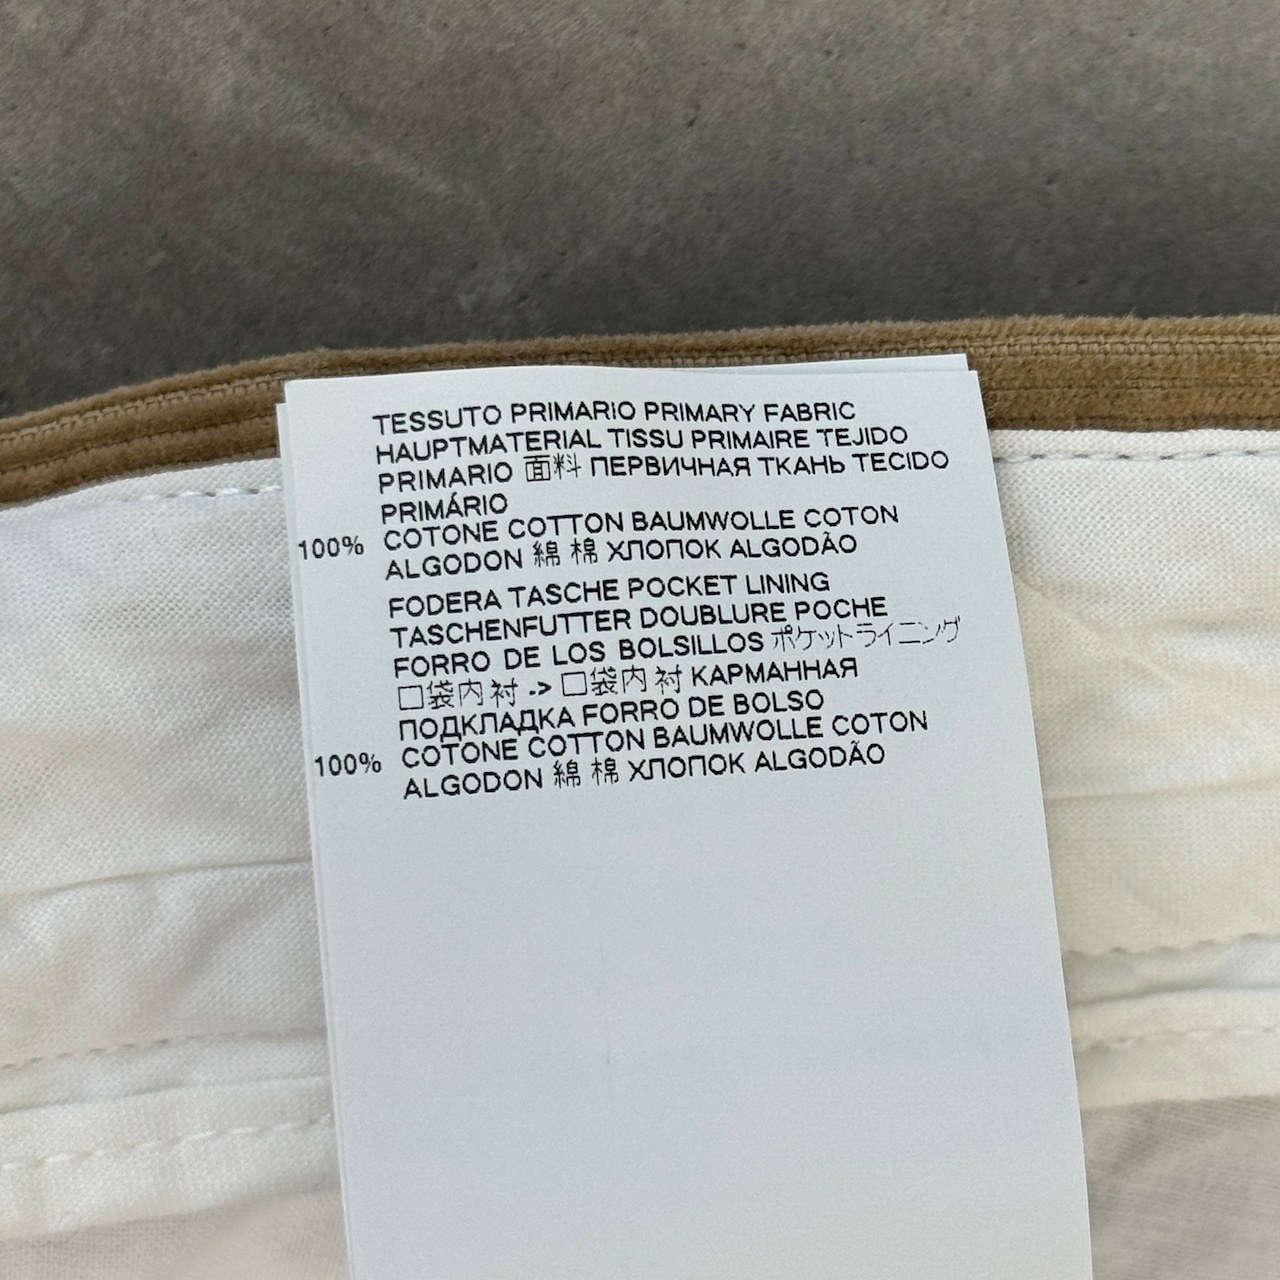 TESSUTO PRIMARIO PRIMARY FABRIC
HAUPTMATERIAL TISSU PRIMAIRE TEJIDO
PRIMARIO 面料 ПЕРВИЧНАЯ ТКАНЬ TECIDO
PRIMÁRIO
100% COTONE COTTON BAUMWOLLE COTON
ALGODON 綿 棉 ХЛОПОК ALGODÃO
FODERA TASCHE POCKET LINING
TASCHENFUTTER DOUBLURE POCHE
FORRO DE LOS BOLSILLOS ポケットライニング
口袋内衬 -> 口袋内衬 КАРМАННАЯ
ПОДКЛАДКА FORRO DE BOLSO
100% COTONE COTTON BAUMWOLLE COTON
ALGODON 綿 棉 ХЛОПОК ALGODÃO